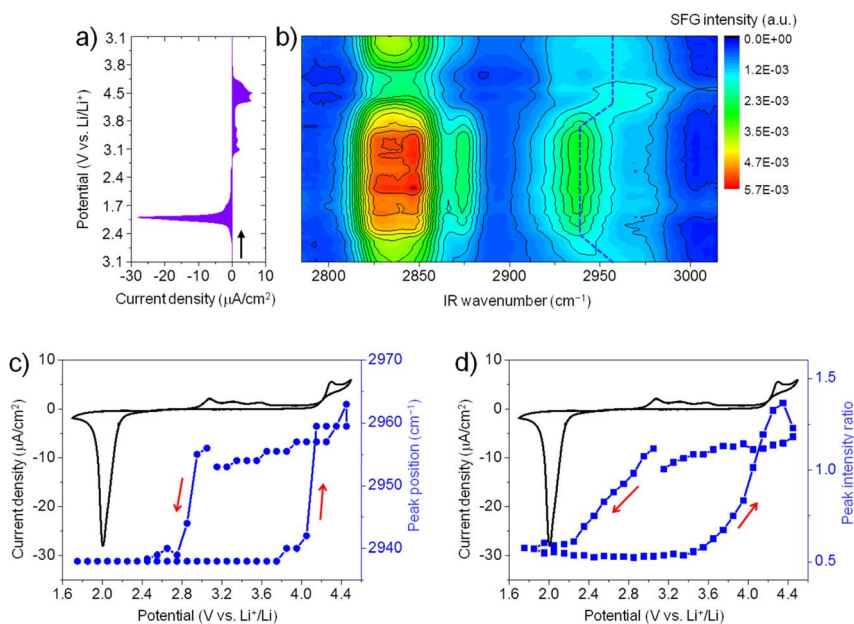 a)
3.1
3.8
4.5
3.8
3.1
2.4
1.7
2.4
3.1
Potential (V vs. Li/Li⁺)
-30 -20 -10 0 10
Current density (μA/cm²)
b)
2800 2850 2900 2950 3000
IR wavenumber (cm⁻¹)
SFG intensity (a.u.)
0.0E+00
1.2E-03
2.4E-03
3.5E-03
4.7E-03
5.7E-03
c)
10
0
-10
-20
-30
Current density (μA/cm²)
1.6 2.0 2.4 2.8 3.2 3.6 4.0 4.4
Potential (V vs. Li⁺/Li)
2970
2960
2950
2940
Peak position (cm⁻¹)
d)
10
0
-10
-20
-30
Current density (μA/cm²)
1.6 2.0 2.4 2.8 3.2 3.6 4.0 4.4
Potential (V vs. Li⁺/Li)
1.5
1.0
0.5
Peak intensity ratio